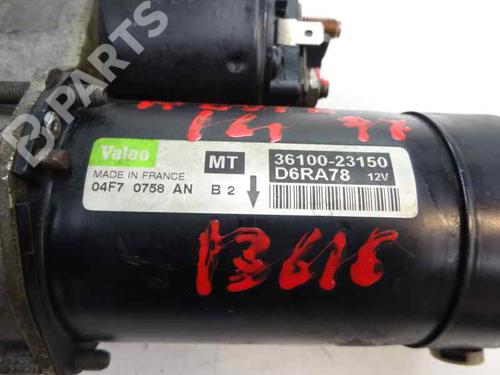 B-PARTS
Valeo
MADE IN FRANCE
04F7 0758 AN B 2
MT
36100-23150
D6RA78 12V
13616